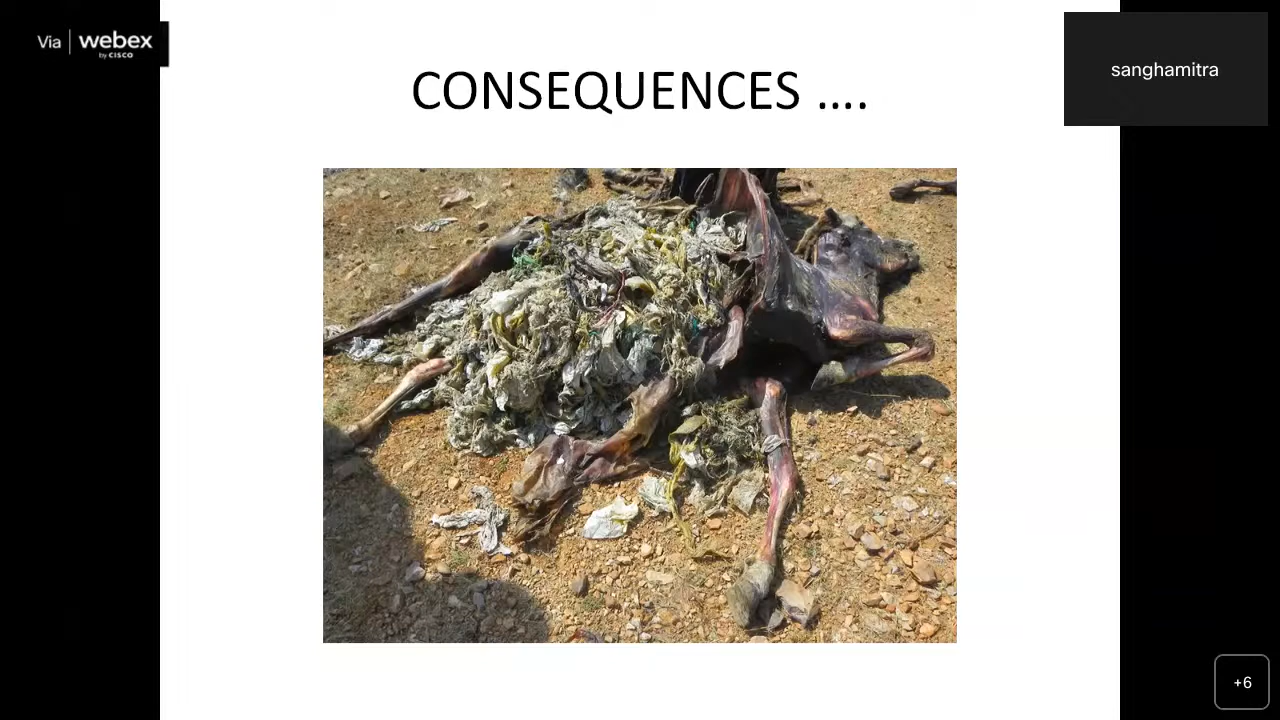 Via | webex
by CISCO
CONSEQUENCES ....
sanghamitra
+6